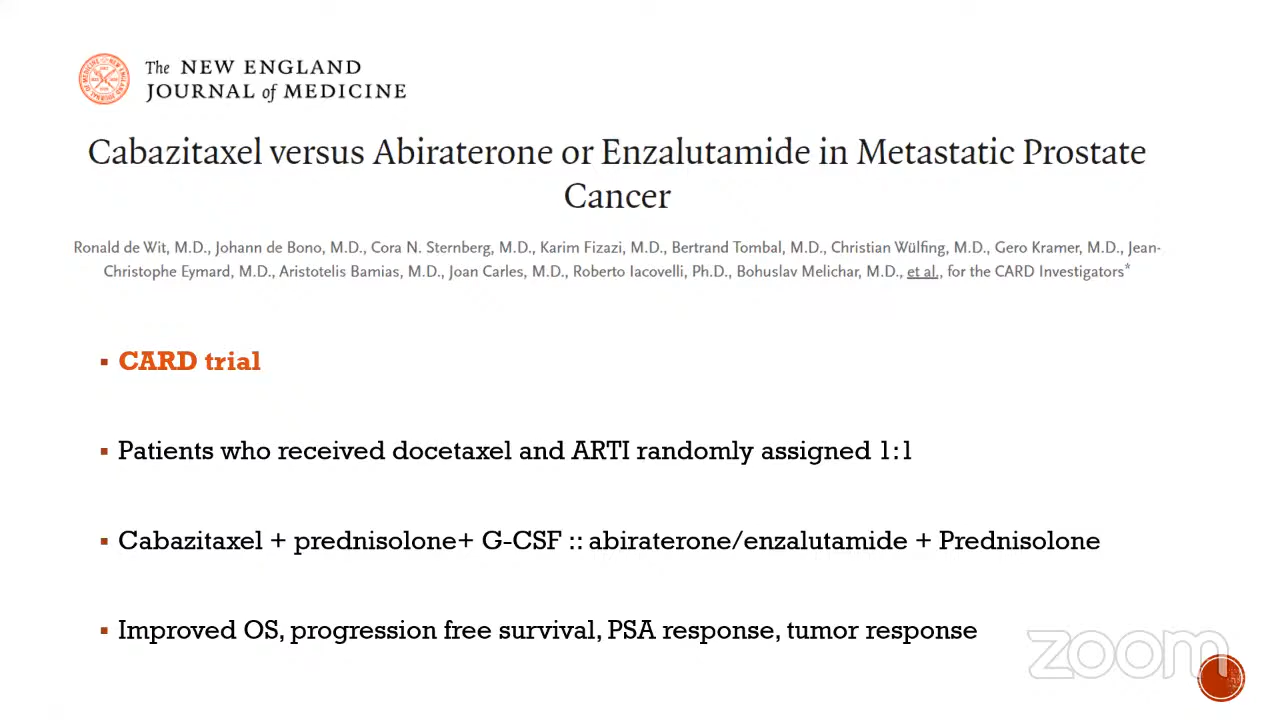 The NEW ENGLAND
JOURNAL of MEDICINE
Cabazitaxel versus Abiraterone or Enzalutamide in Metastatic Prostate
Cancer
Ronald de Wit, M.D., Johann de Bono, M.D., Cora N. Sternberg, M.D., Karim Fizazi, M.D., Bertrand Tombal, M.D., Christian Wülfing, M.D., Gero Kramer, M.D., Jean-
Christophe Eymard, M.D., Aristotelis Bamias, M.D., Joan Carles, M.D., Roberto Iacovelli, Ph.D., Bohuslav Melichar, M.D., et al., for the CARD Investigators*
▪ CARD trial
▪ Patients who received docetaxel and ARTI randomly assigned 1:1
▪ Cabazitaxel + prednisolone+ G-CSF :: abiraterone/enzalutamide + Prednisolone
▪ Improved OS, progression free survival, PSA response, tumor response
zoom